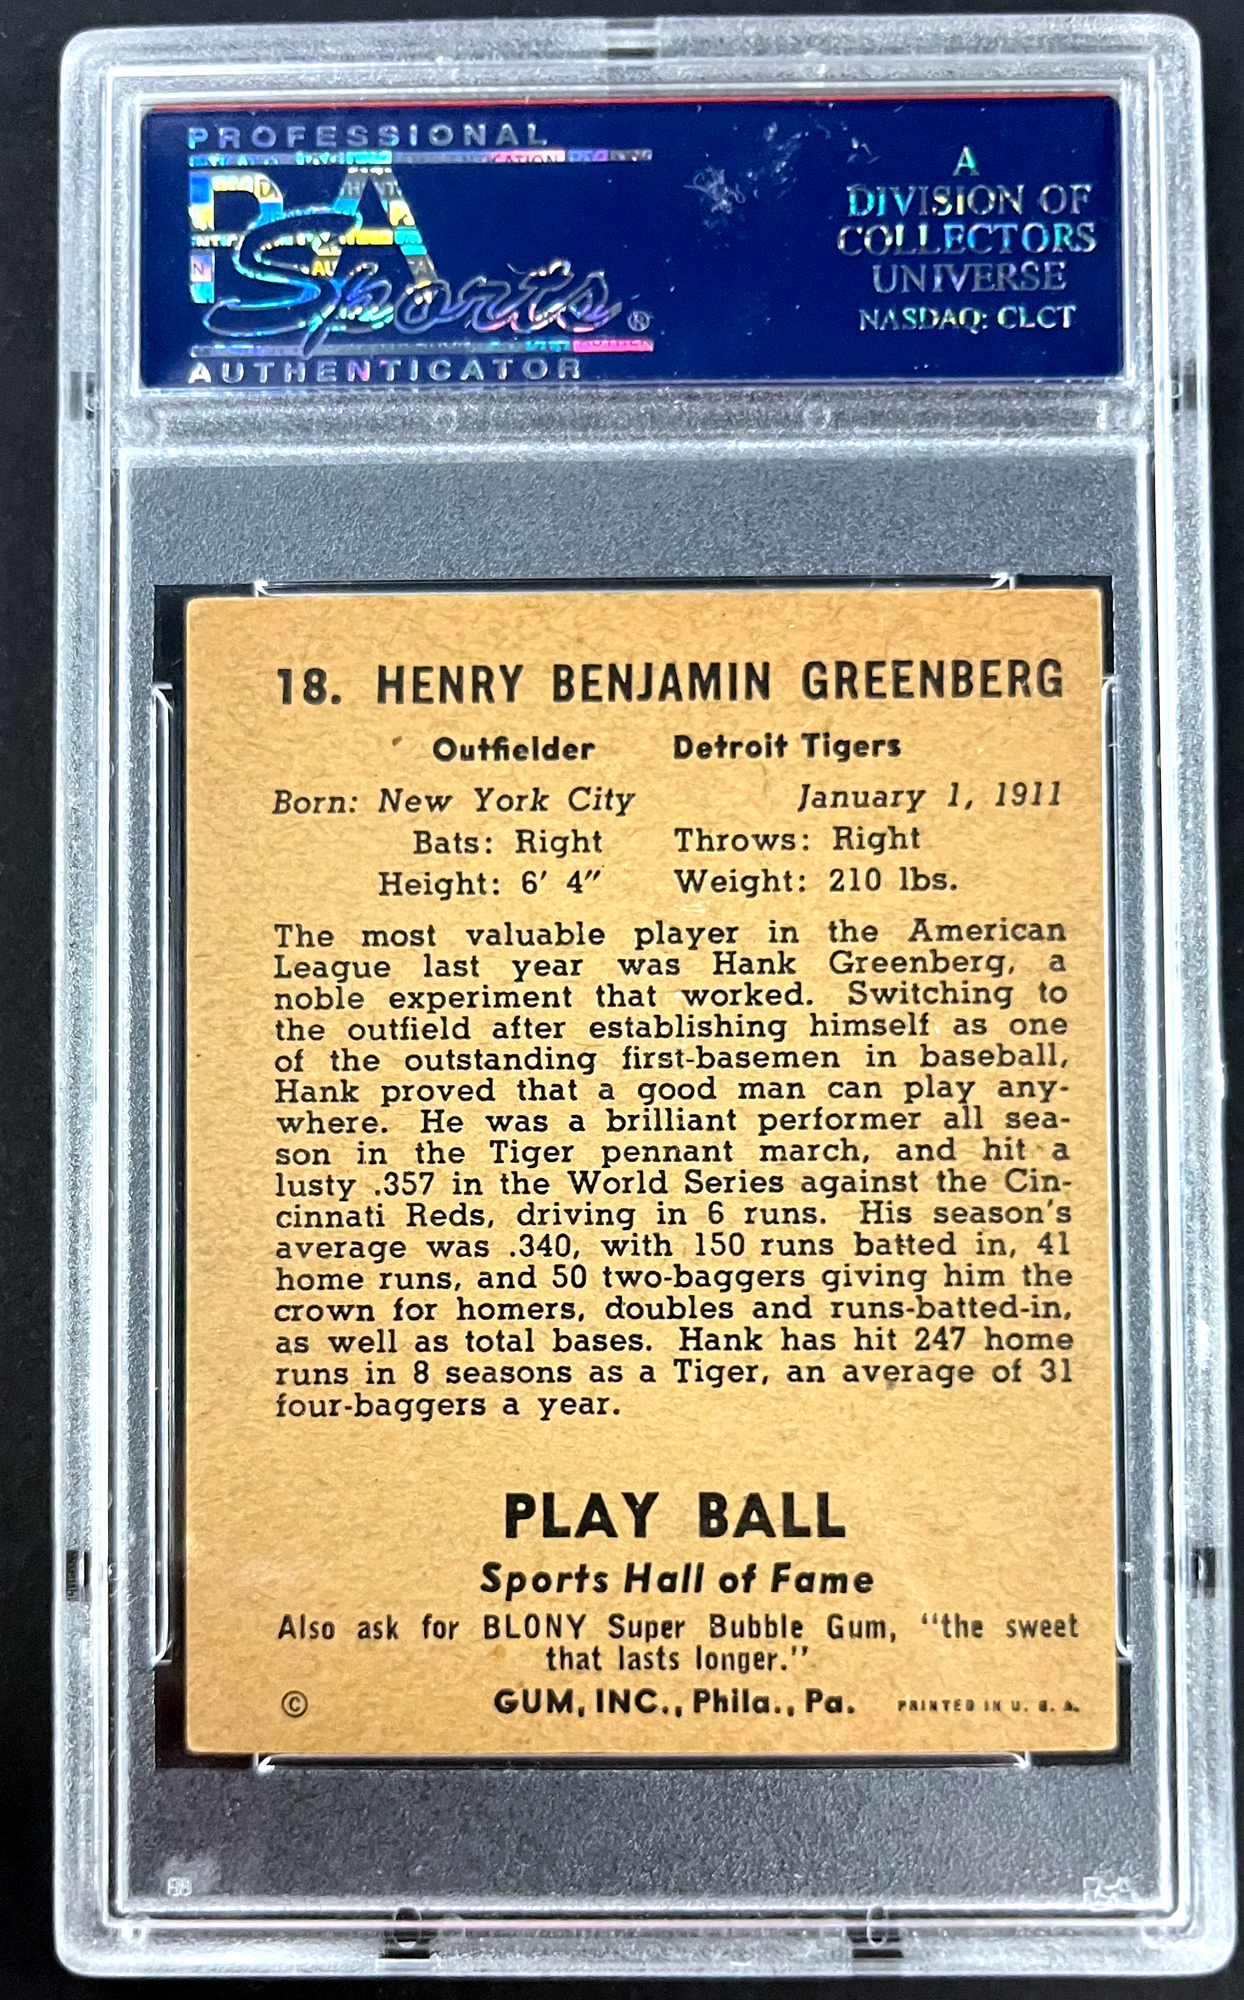 PROFESSIONAL
PSA
Sports®
AUTHENTICATOR
A
DIVISION OF
COLLECTORS
UNIVERSE
NASDAQ: CLCT
18. HENRY BENJAMIN GREENBERG
Outfielder Detroit Tigers
Born: New York City January 1, 1911
Bats: Right Throws: Right
Height: 6' 4" Weight: 210 lbs.
The most valuable player in the American
League last year was Hank Greenberg, a
noble experiment that worked. Switching to
the outfield after establishing himself as one
of the outstanding first-basemen in baseball,
Hank proved that a good man can play any-
where. He was a brilliant performer all sea-
son in the Tiger pennant march, and hit a
lusty .357 in the World Series against the Cin-
cinnati Reds, driving in 6 runs. His season's
average was .340, with 150 runs batted in, 41
home runs, and 50 two-baggers giving him the
crown for homers, doubles and runs-batted-in,
as well as total bases. Hank has hit 247 home
runs in 8 seasons as a Tiger, an average of 31
four-baggers a year.
PLAY BALL
Sports Hall of Fame
Also ask for BLONY Super Bubble Gum, "the sweet
that lasts longer."
© GUM, INC., Phila., Pa. PRINTED IN U. S. A.